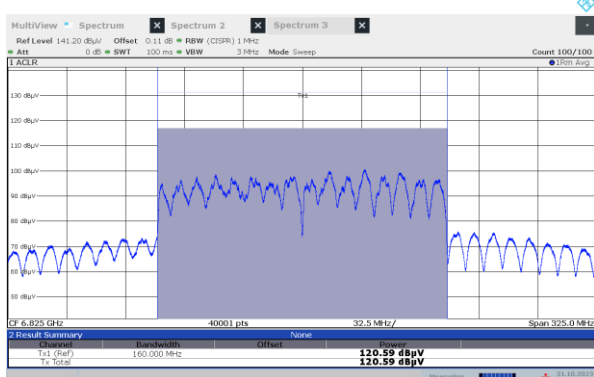 MultiView Spectrum X Spectrum 2 X Spectrum 3 X
Ref Level 141.20 dBµV Offset 0.11 dB RBW (CISPR) 1 MHz
Att 0 dB SWT 100 ms VBW 3 MHz Mode Sweep Count 100/100
1 ACLR 1Rm Avg
Tx1
130 dBµV
120 dBµV
110 dBµV
100 dBµV
90 dBµV
80 dBµV
70 dBµV
60 dBµV
50 dBµV
CF 6.825 GHz 40001 pts 32.5 MHz/ Span 325.0 MHz
2 Result Summary None
Channel Bandwidth Offset Power
Tx1 (Ref) 160.000 MHz 120.59 dBµV
Tx Total 120.59 dBµV
31.10.2023